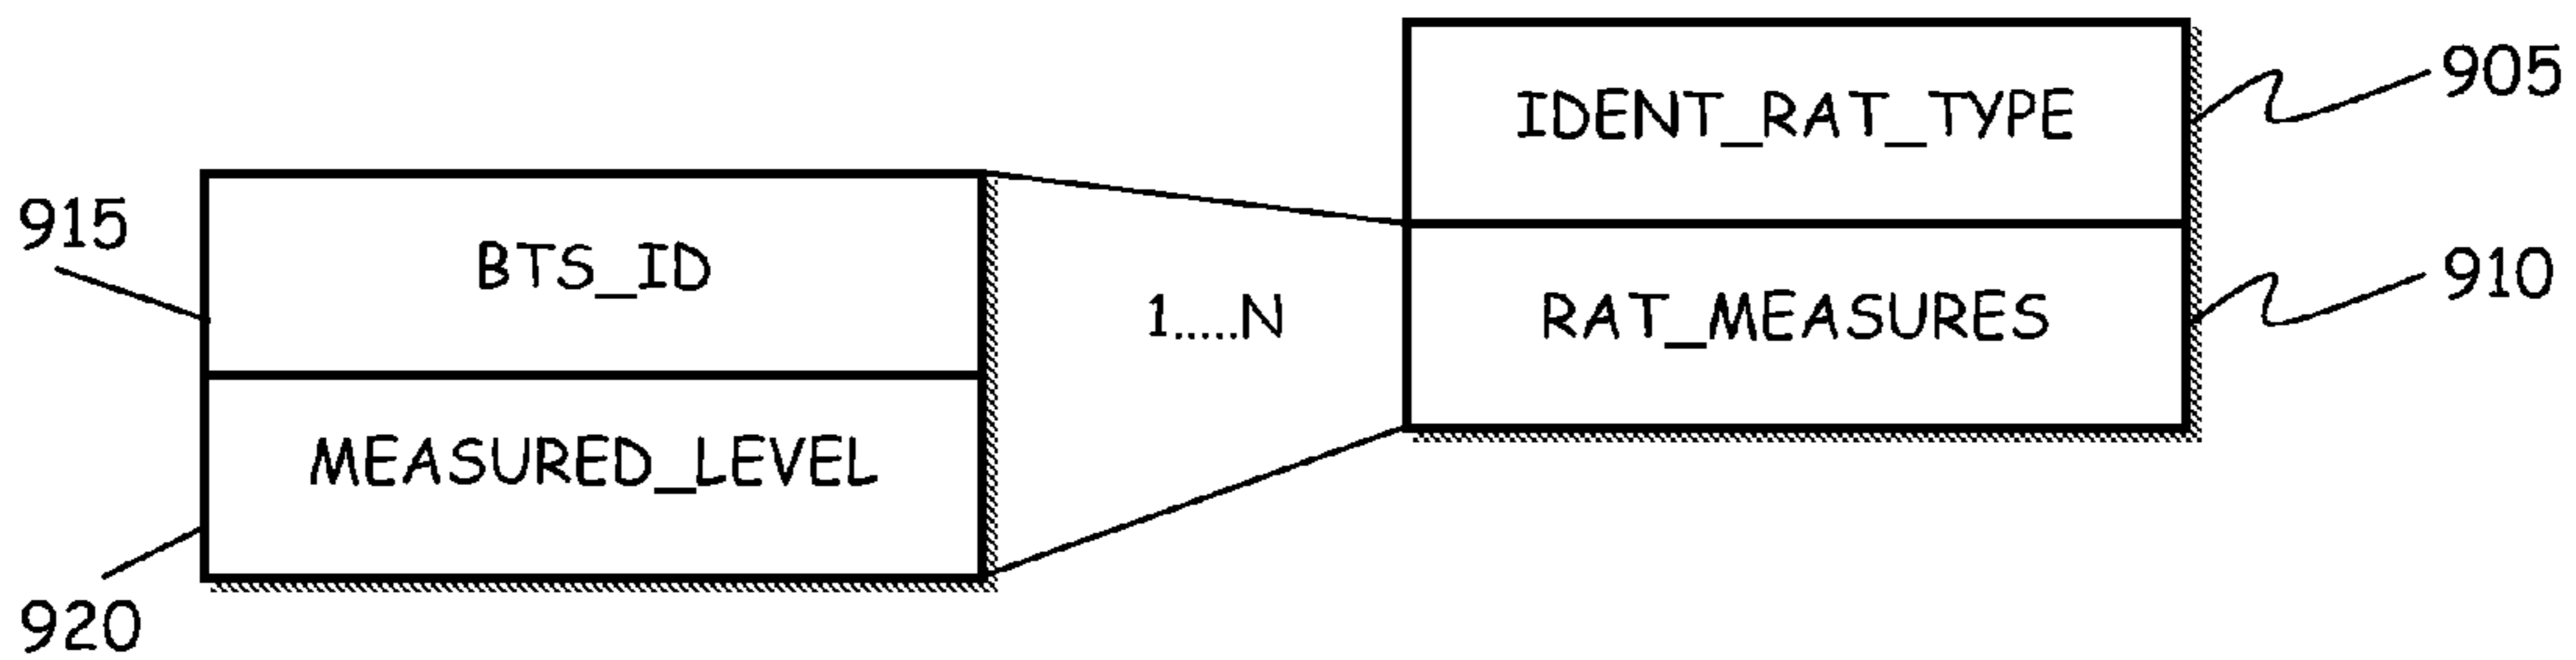 IDENT_RAT_TYPE
905
915
BTS_ID
1.....N
RAT_MEASURES
910
MEASURED_LEVEL
920